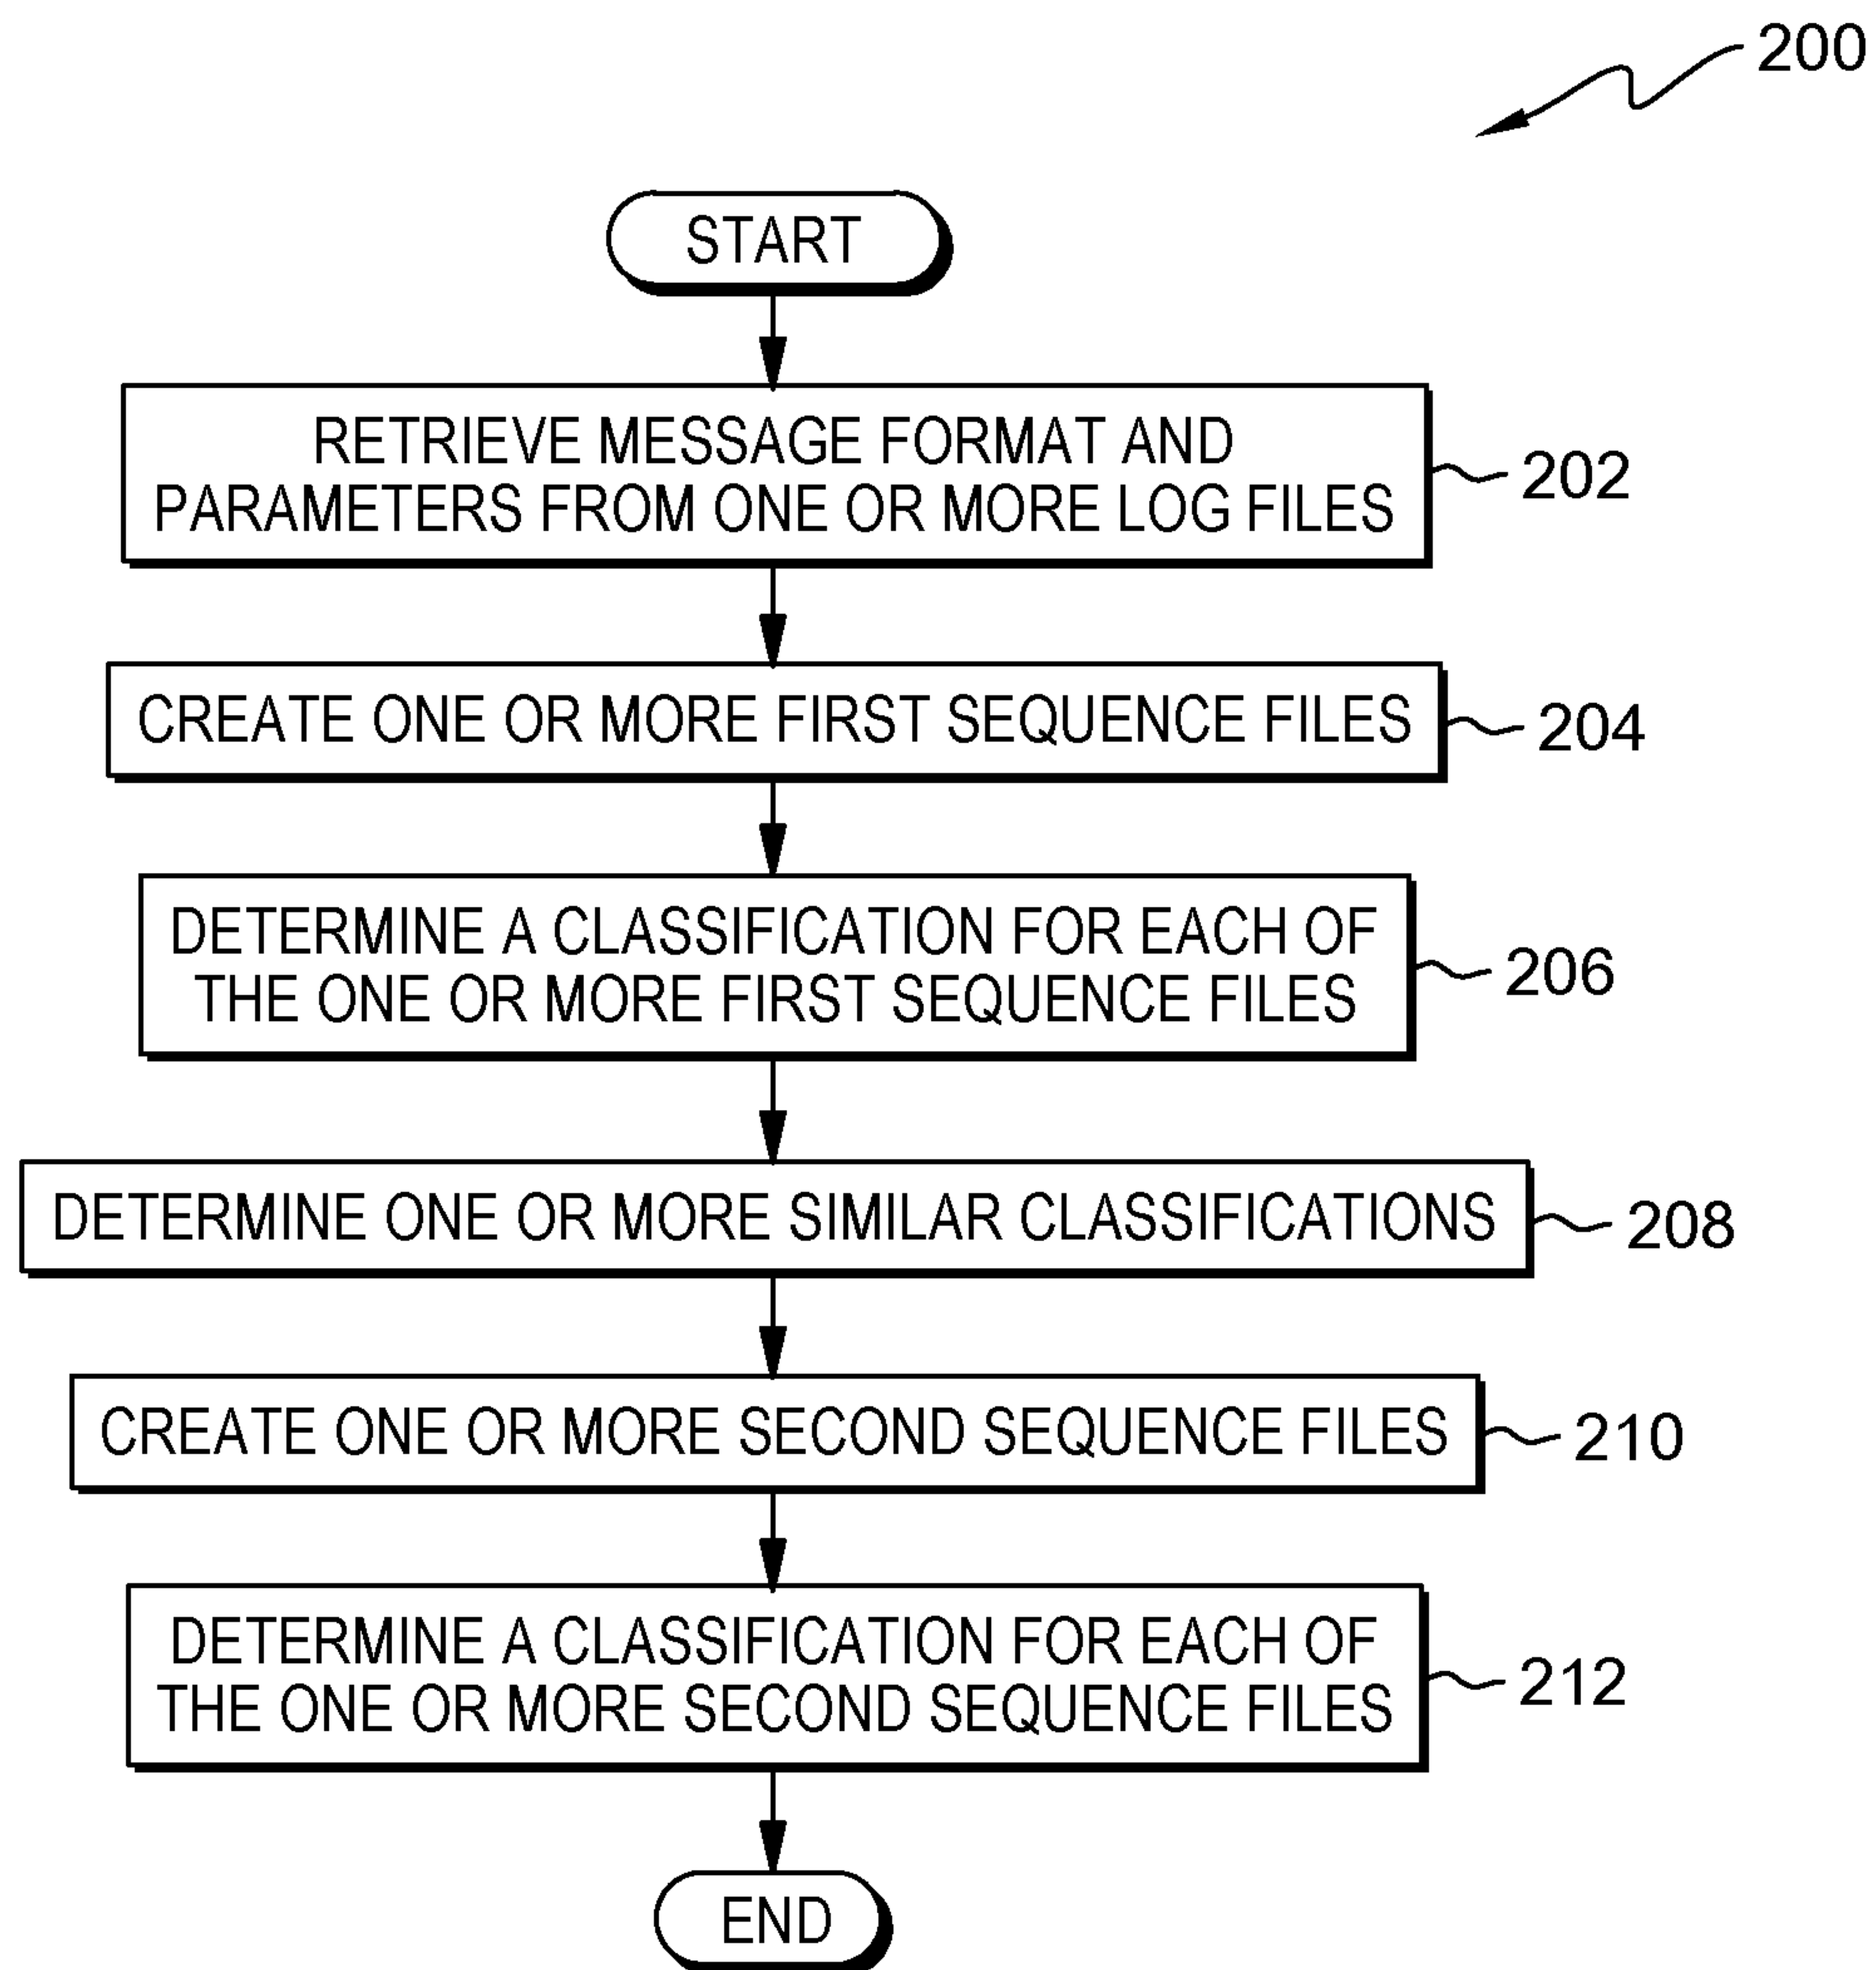 200
START
RETRIEVE MESSAGE FORMAT AND
PARAMETERS FROM ONE OR MORE LOG FILES
202
CREATE ONE OR MORE FIRST SEQUENCE FILES
204
DETERMINE A CLASSIFICATION FOR EACH OF
THE ONE OR MORE FIRST SEQUENCE FILES
206
DETERMINE ONE OR MORE SIMILAR CLASSIFICATIONS
208
CREATE ONE OR MORE SECOND SEQUENCE FILES
210
DETERMINE A CLASSIFICATION FOR EACH OF
THE ONE OR MORE SECOND SEQUENCE FILES
212
END